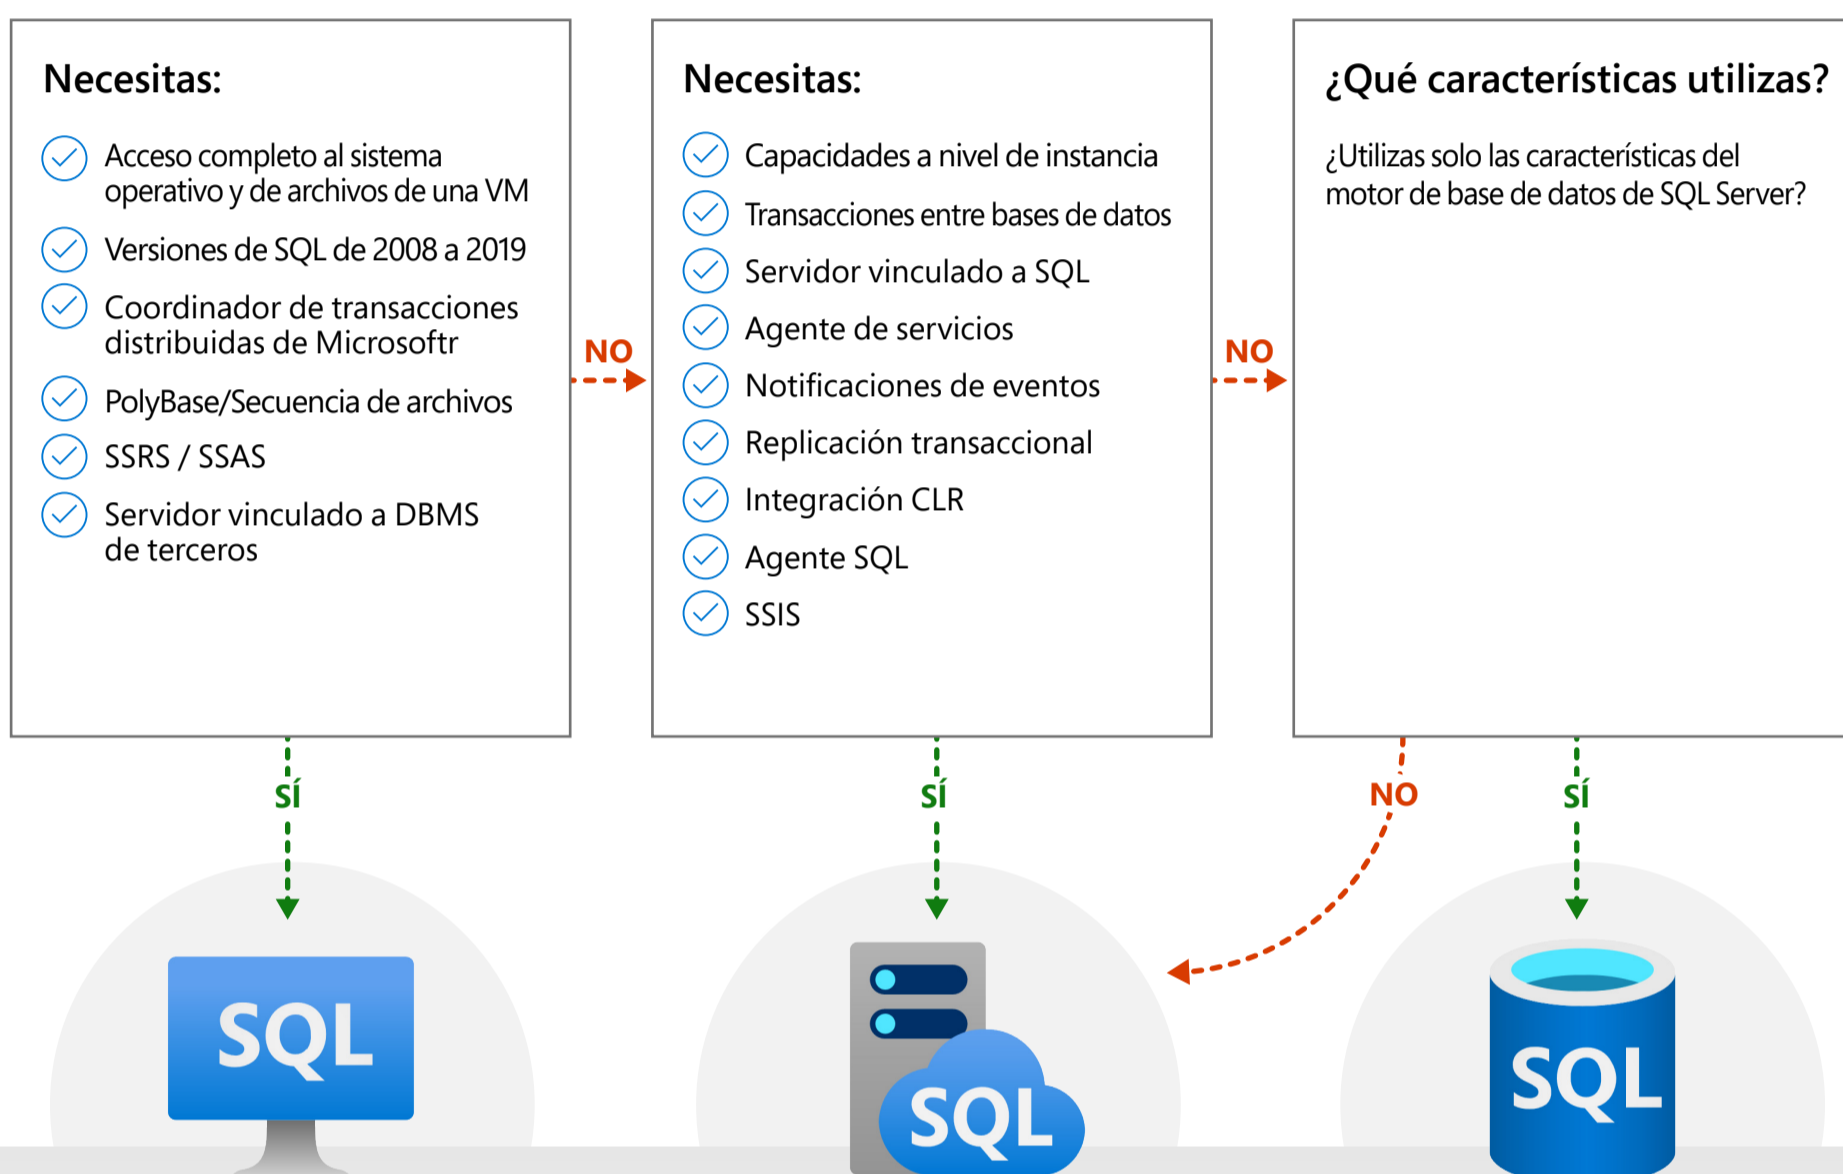 Necesitas:
Acceso completo al sistema
operativo y de archivos de una VM
Versiones de SQL de 2008 a 2019
Coordinador de transacciones
distribuidas de Microsoftr
PolyBase/Secuencia de archivos
SSRS / SSAS
Servidor vinculado a DBMS
de terceros
NO
Necesitas:
Capacidades a nivel de instancia
Transacciones entre bases de datos
Servidor vinculado a SQL
Agente de servicios
Notificaciones de eventos
Replicación transaccional
Integración CLR
Agente SQL
SSIS
NO
¿Qué características utilizas?
¿Utilizas solo las características del
motor de base de datos de SQL Server?
SÍ
SÍ
NO
SÍ
SQL
SQL
SQL